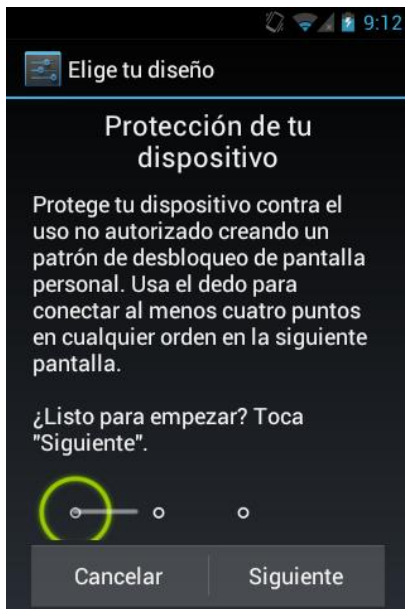 9:12
Elige tu diseño
Protección de tu
dispositivo
Protege tu dispositivo contra el
uso no autorizado creando un
patrón de desbloqueo de pantalla
personal. Usa el dedo para
conectar al menos cuatro puntos
en cualquier orden en la siguiente
pantalla.
¿Listo para empezar? Toca
"Siguiente".
Cancelar
Siguiente